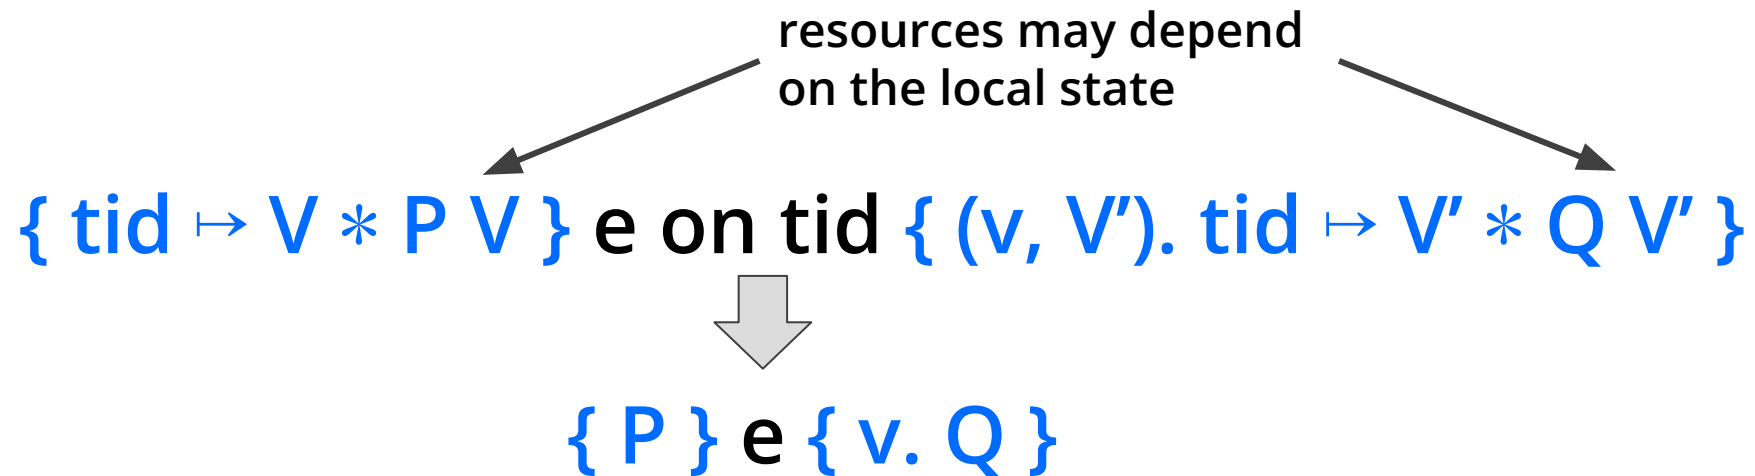 resources may depend
on the local state
{ tid ↦ V ∗ P V } e on tid { (v, V’). tid ↦ V’ ∗ Q V’ }
{ P } e { v. Q }